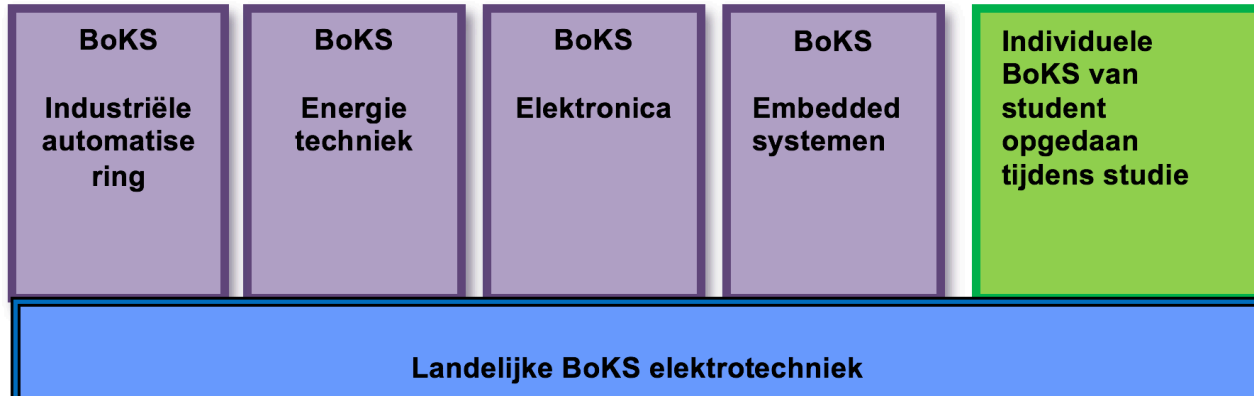 BoKS
Industriële
automatise
ring
BoKS
Energie
techniek
BoKS
Elektronica
BoKS
Embedded
systemen
Individuele
BoKS van
student
opgedaan
tijdens studie
Landelijke BoKS elektrotechniek